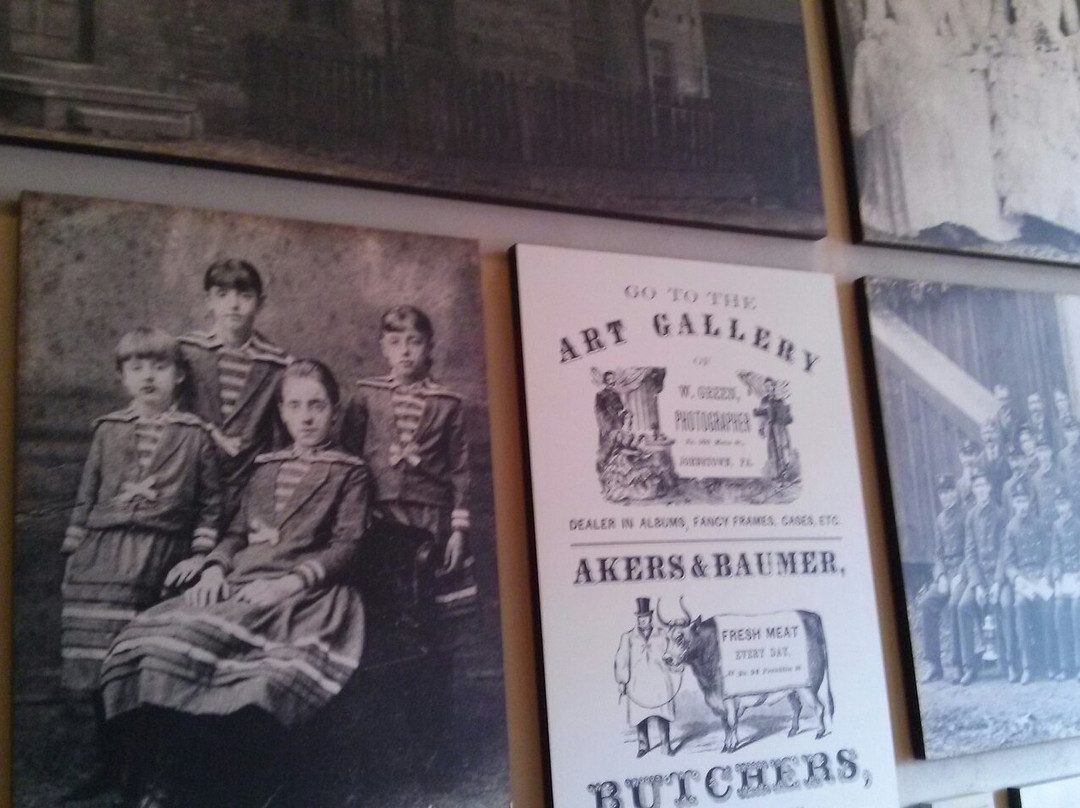 GO TO THE
ART GALLERY
OF
W. GREEN,
PHOTOGRAPHER
JOHNSTOWN, PA.
DEALER IN ALBUMS, FANCY FRAMES, CASES, ETC.
AKERS & BAUMER,
FRESH MEAT
EVERY DAY.
BUTCHERS,